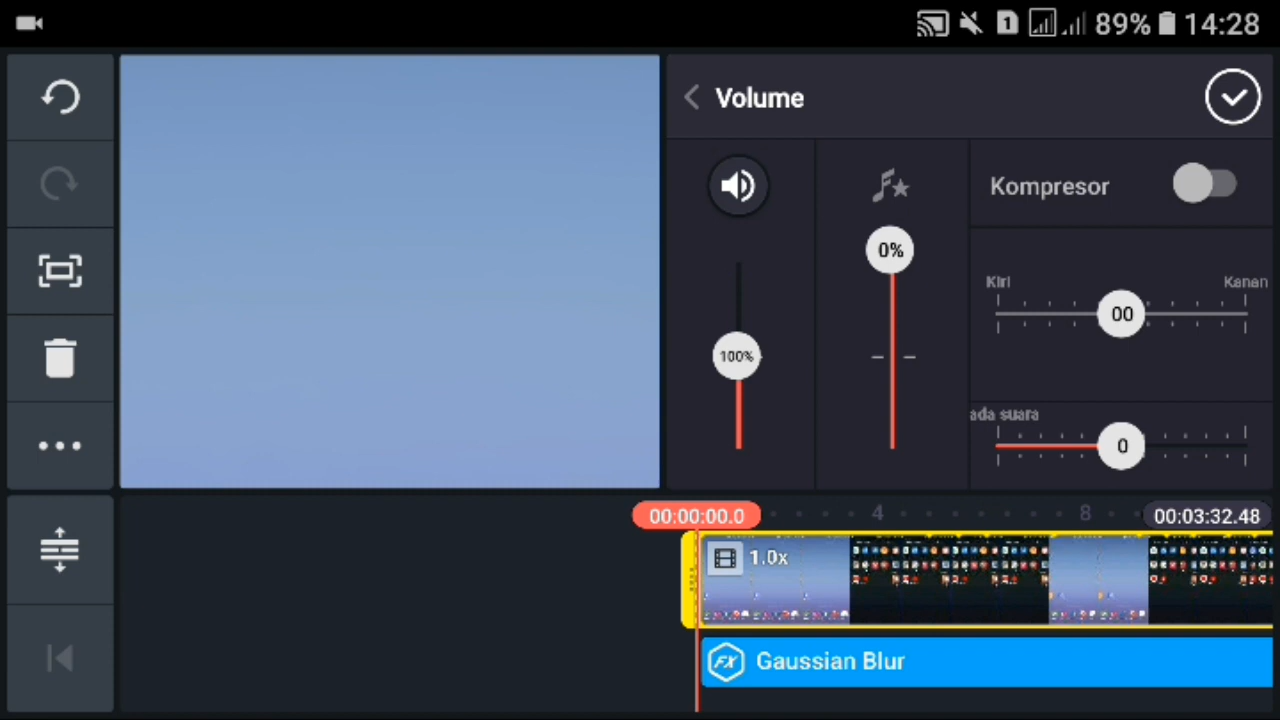 1 89% 14:28
Volume
Kompresor
0%
Kiri Kanan
00
100%
ada suara
0
00:00:00.0 4 8 00:03:32.48
1.0x
FX Gaussian Blur